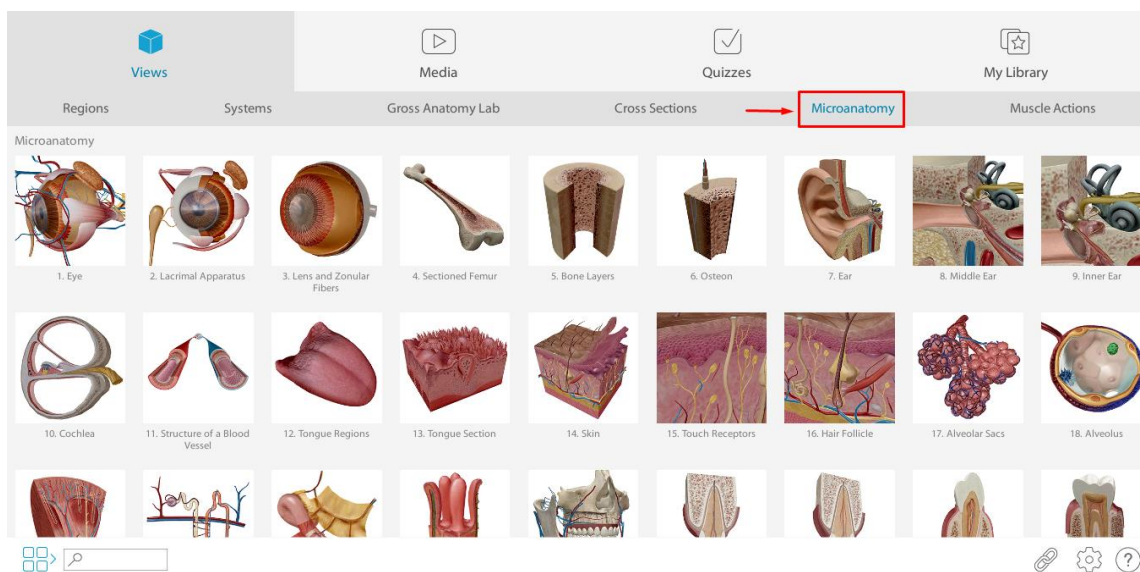 Views
Media
Quizzes
My Library
Regions
Systems
Gross Anatomy Lab
Cross Sections
Microanatomy
Muscle Actions
Microanatomy
1. Eye
2. Lacrimal Apparatus
3. Lens and Zonular
Fibers
4. Sectioned Femur
5. Bone Layers
6. Osteon
7. Ear
8. Middle Ear
9. Inner Ear
10. Cochlea
11. Structure of a Blood
Vessel
12. Tongue Regions
13. Tongue Section
14. Skin
15. Touch Receptors
16. Hair Follicle
17. Alveolar Sacs
18. Alveolus
?